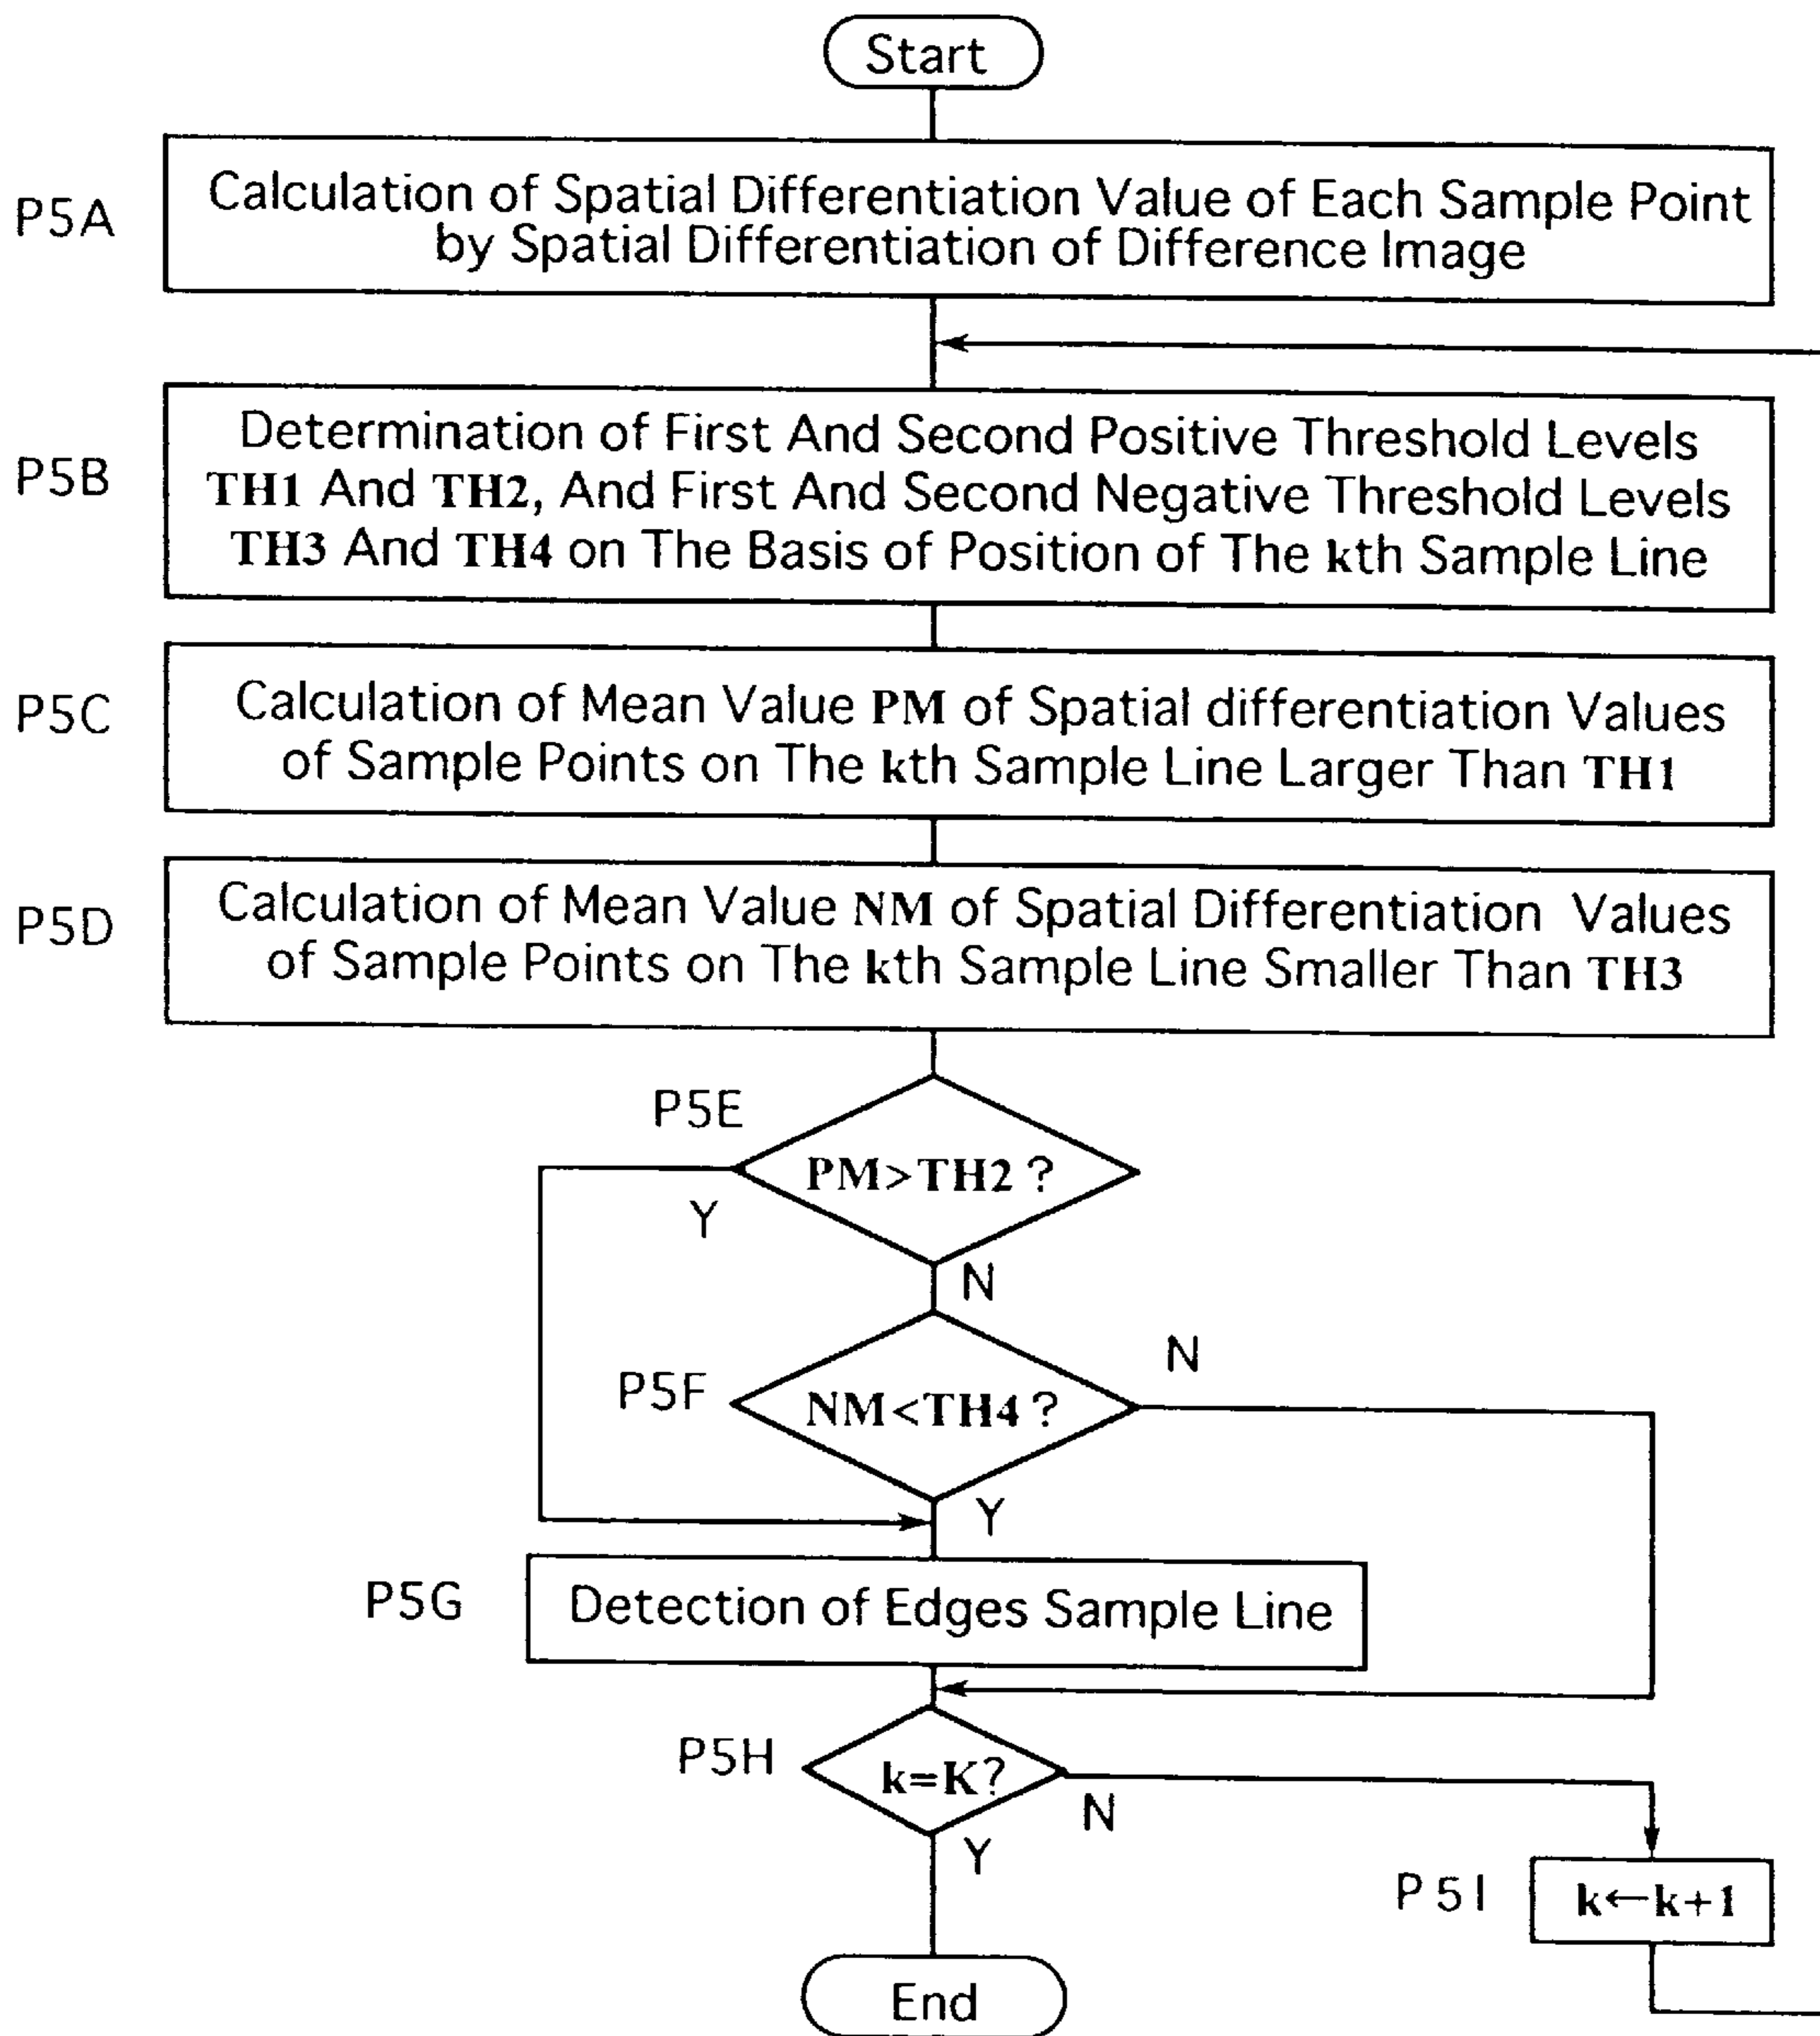 Start
P5A
Calculation of Spatial Differentiation Value of Each Sample Point
by Spatial Differentiation of Difference Image
P5B
Determination of First And Second Positive Threshold Levels
TH1 And TH2, And First And Second Negative Threshold Levels
TH3 And TH4 on The Basis of Position of The kth Sample Line
P5C
Calculation of Mean Value PM of Spatial differentiation Values
of Sample Points on The kth Sample Line Larger Than TH1
P5D
Calculation of Mean Value NM of Spatial Differentiation Values
of Sample Points on The kth Sample Line Smaller Than TH3
P5E
PM>TH2?
Y
N
P5F
NM<TH4?
N
Y
P5G
Detection of Edges Sample Line
P5H
k=K?
N
Y
P5I
k←k+1
End